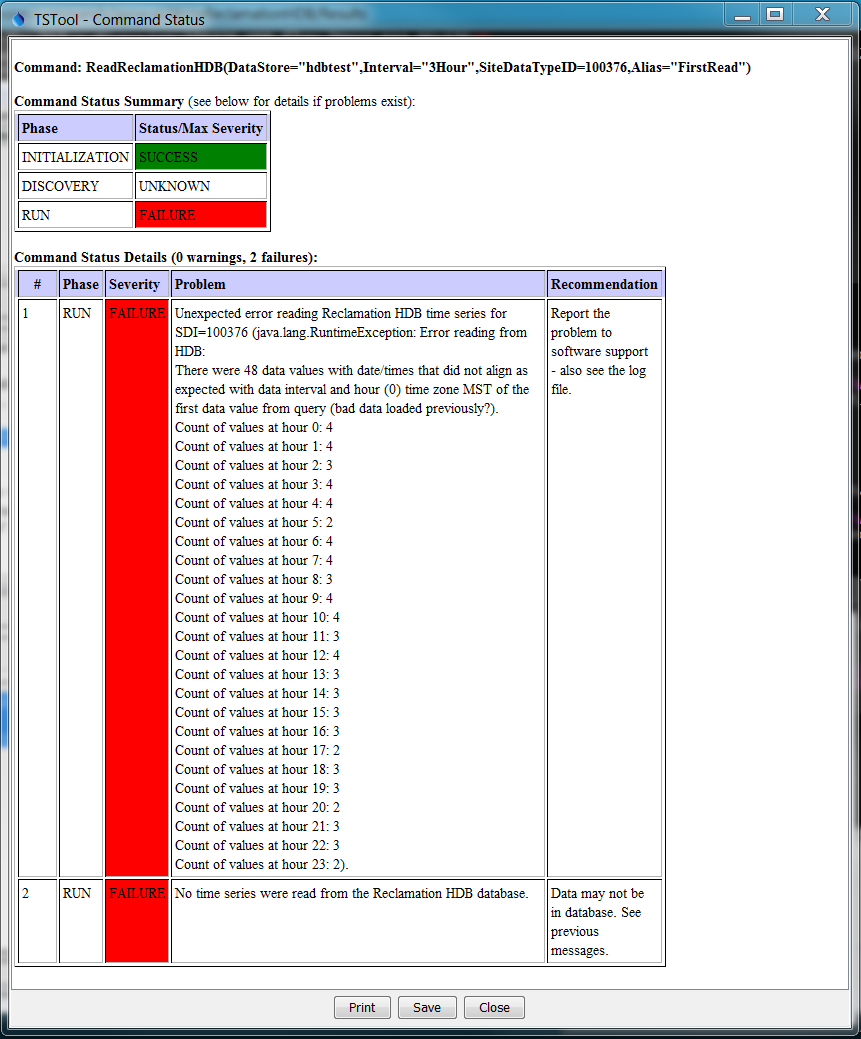 TSTool - Command Status
Command: ReadReclamationHDB(DataStore="hdbtest",Interval="3Hour",SiteDataTypeID=100376,Alias="FirstRead")
Command Status Summary (see below for details if problems exist):
Phase Status/Max Severity
INITIALIZATION SUCCESS
DISCOVERY UNKNOWN
RUN FAILURE
Command Status Details (0 warnings, 2 failures):
# Phase Severity Problem Recommendation
1 RUN FAILURE
Unexpected error reading Reclamation HDB time series for
SDI=100376 (java.lang.RuntimeException: Error reading from
HDB:
There were 48 data values with date/times that did not align as
expected with data interval and hour (0) time zone MST of the
first data value from query (bad data loaded previously?).
Count of values at hour 0: 4
Count of values at hour 1: 4
Count of values at hour 2: 3
Count of values at hour 3: 4
Count of values at hour 4: 4
Count of values at hour 5: 2
Count of values at hour 6: 4
Count of values at hour 7: 4
Count of values at hour 8: 3
Count of values at hour 9: 4
Count of values at hour 10: 4
Count of values at hour 11: 3
Count of values at hour 12: 4
Count of values at hour 13: 3
Count of values at hour 14: 3
Count of values at hour 15: 3
Count of values at hour 16: 3
Count of values at hour 17: 2
Count of values at hour 18: 3
Count of values at hour 19: 3
Count of values at hour 20: 2
Count of values at hour 21: 3
Count of values at hour 22: 3
Count of values at hour 23: 2).
Report the
problem to
software support
- also see the log
file.
2 RUN FAILURE No time series were read from the Reclamation HDB database.
Data may not be
in database. See
previous
messages.
Print Save Close